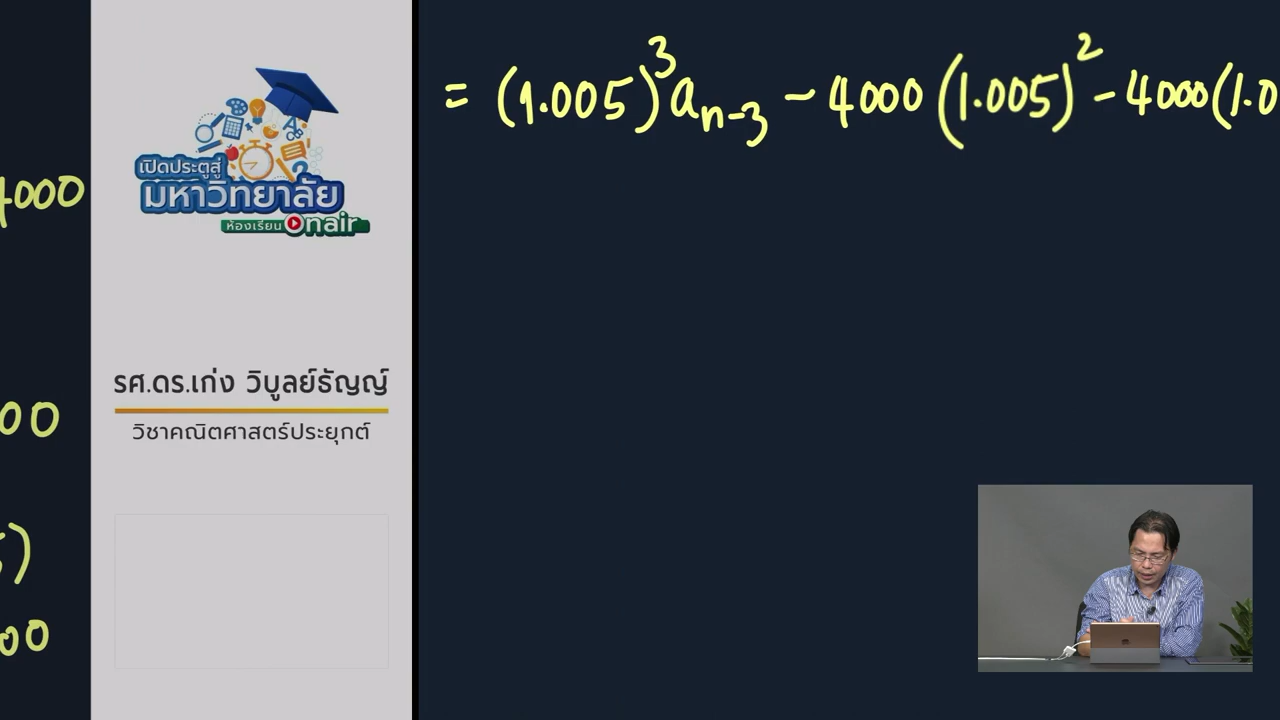 = (1.005)³aₙ₋₃ - 4000 (1.005)² - 4000(1.0
4000
เปิดประตูสู่
มหาวิทยาลัย
ห้องเรียน Onair
รศ.ดร.เก่ง วิบูลย์ธัญญ์
วิชาคณิตศาสตร์ประยุกต์
00
5)
00